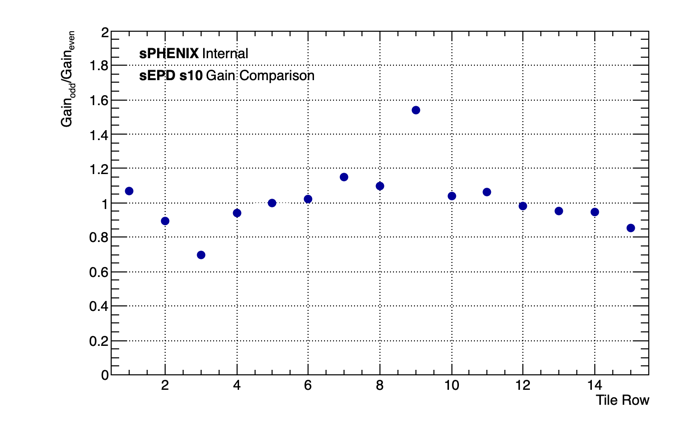 Gain_odd/Gain_even
sPHENIX Internal
sEPD s10 Gain Comparison
2
1.8
1.6
1.4
1.2
1
0.8
0.6
0.4
0.2
0
2 4 6 8 10 12 14
Tile Row